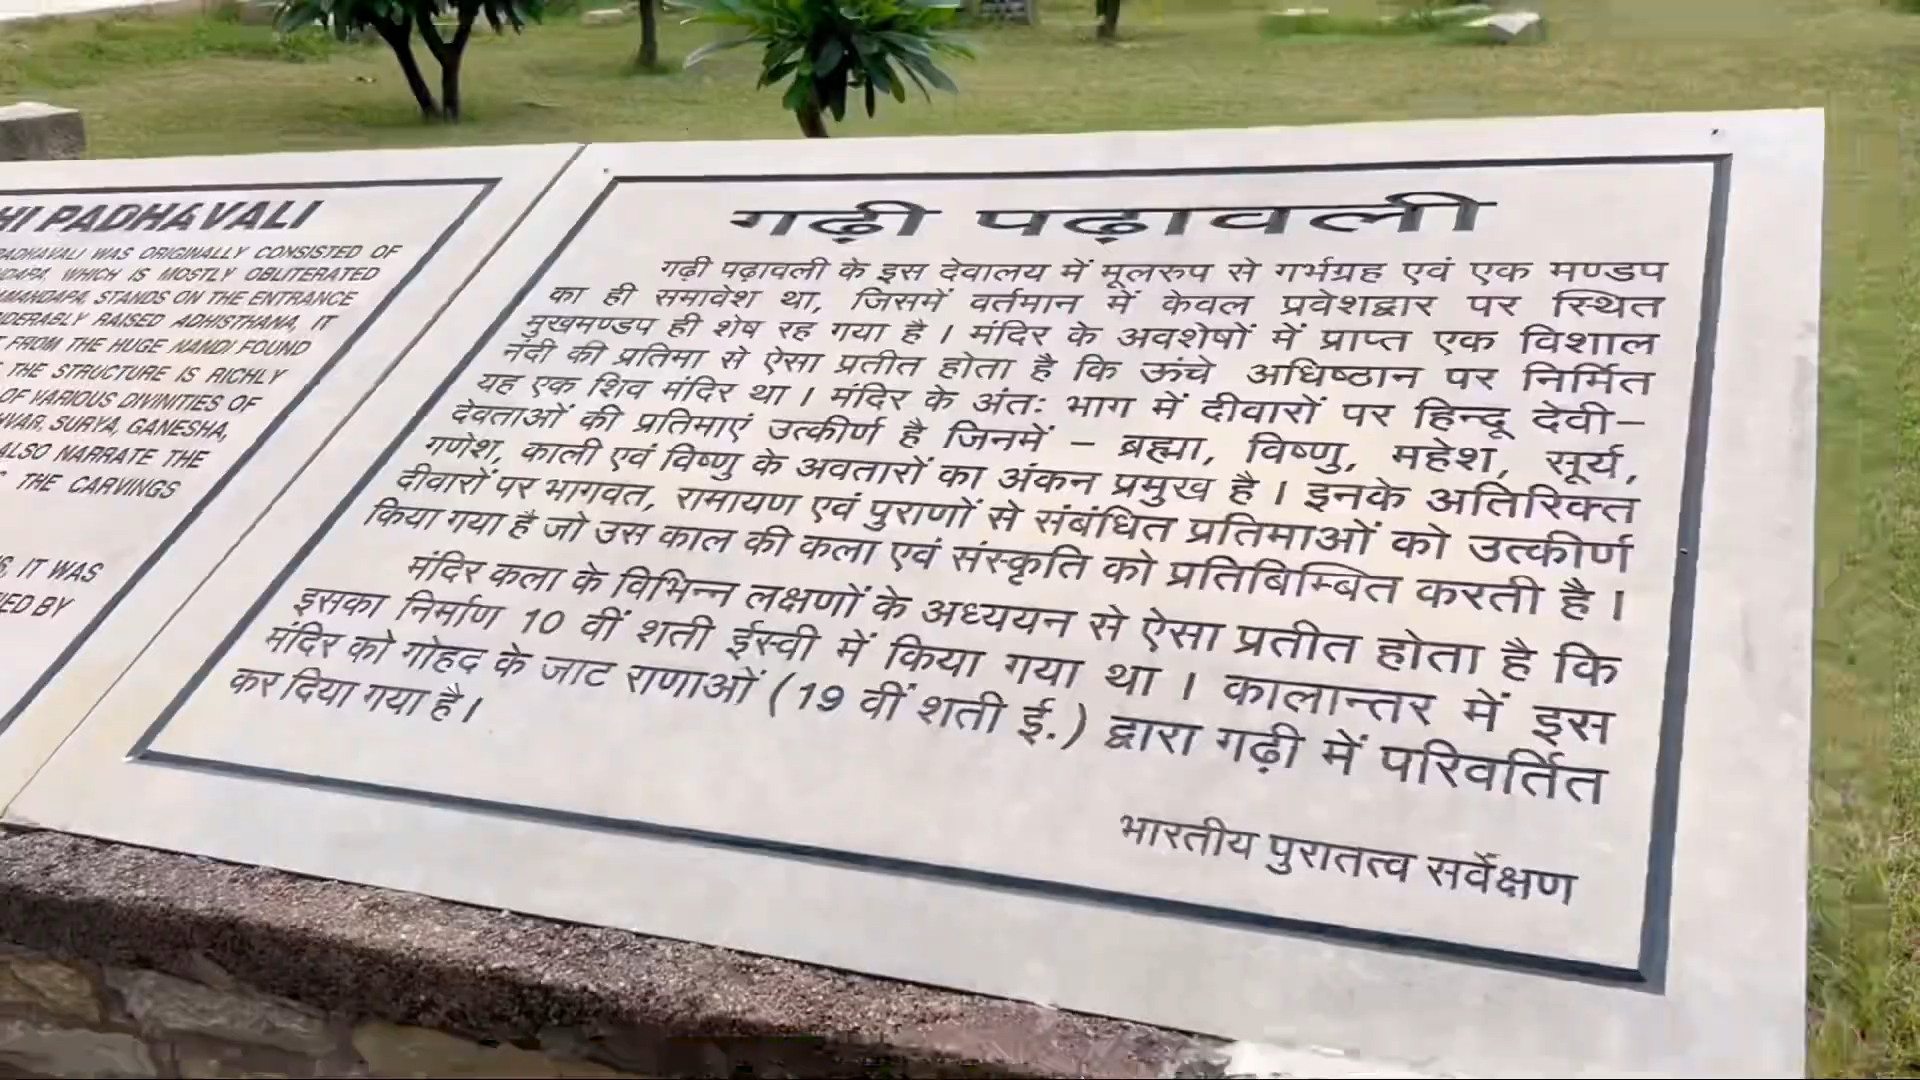 HI PADHAVALI
PADHAVALI WAS ORIGINALLY CONSISTED OF
WHICH IS MOSTLY OBLITERATED
STANDS ON THE ENTRANCE
RAISED ADHISTHANA, IT
FROM THE HUGE NANDI FOUND
THE STRUCTURE IS RICHLY
OF VARIOUS DIVINITIES OF
SURYA, GANESHA,
ALSO NARRATE THE
THE CARVINGS
IT WAS
BY
गढ़ी पढ़ावली
गढ़ी पढ़ावली के इस देवालय में मूलरुप से गर्भग्रह एवं एक मण्डप
का ही समावेश था, जिसमें वर्तमान में केवल प्रवेशद्वार पर स्थित
मुखमण्डप ही शेष रह गया है । मंदिर के अवशेषों में प्राप्त एक विशाल
नंदी की प्रतिमा से ऐसा प्रतीत होता है कि ऊंचे अधिष्ठान पर निर्मित
यह एक शिव मंदिर था । मंदिर के अंतः भाग में दीवारों पर हिन्दू देवी–
देवताओं की प्रतिमाएं उत्कीर्ण है जिनमें – ब्रह्मा, विष्णु, महेश, सूर्य,
गणेश, काली एवं विष्णु के अवतारों का अंकन प्रमुख है । इनके अतिरिक्त
दीवारों पर भागवत, रामायण एवं पुराणों से संबंधित प्रतिमाओं को उत्कीर्ण
किया गया है जो उस काल की कला एवं संस्कृति को प्रतिबिम्बित करती है ।
मंदिर कला के विभिन्न लक्षणों के अध्ययन से ऐसा प्रतीत होता है कि
इसका निर्माण 10 वीं शती ईस्वी में किया गया था । कालान्तर में इस
मंदिर को गोहद के जाट राणाओं (19 वीं शती ई.) द्वारा गढ़ी में परिवर्तित
कर दिया गया है ।
भारतीय पुरातत्व सर्वेक्षण